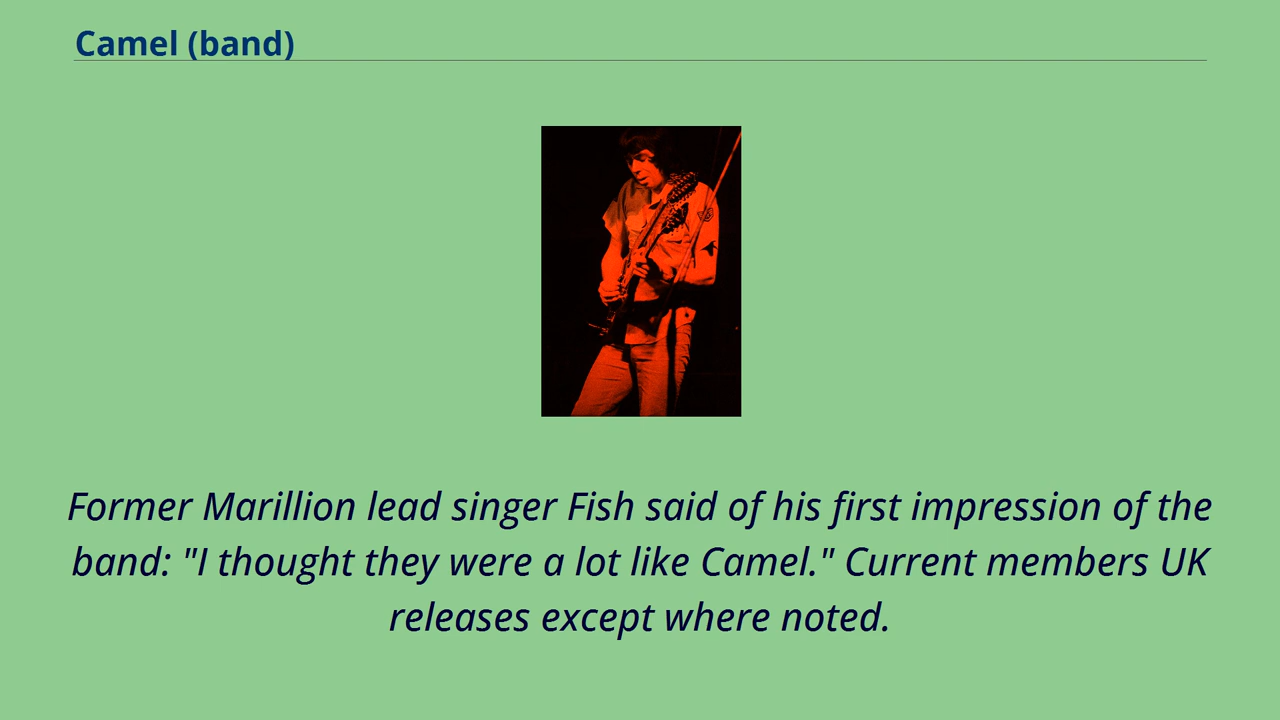 Camel (band)
Former Marillion lead singer Fish said of his first impression of the
band: "I thought they were a lot like Camel." Current members UK
releases except where noted.